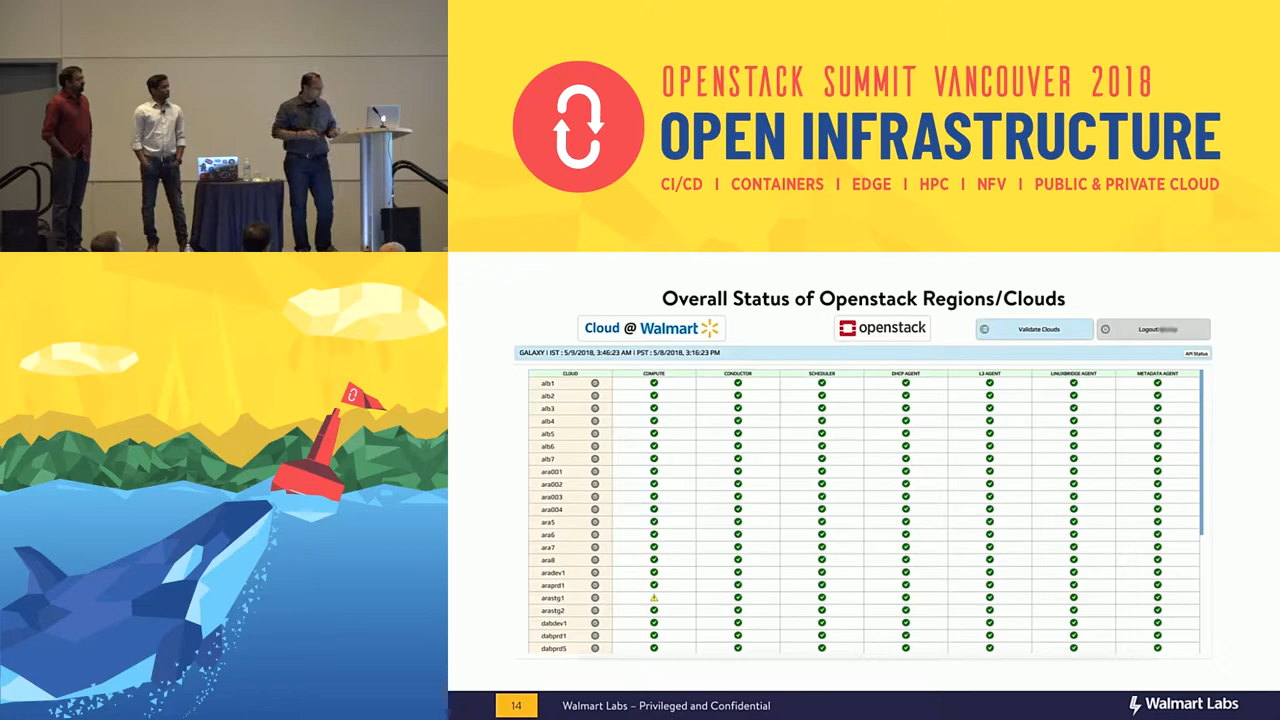 OPENSTACK SUMMIT VANCOUVER 2018
OPEN INFRASTRUCTURE
CI/CD | CONTAINERS | EDGE | HPC | NFV | PUBLIC & PRIVATE CLOUD
Overall Status of Openstack Regions/Clouds
Cloud @ Walmart
openstack
Validate Clouds
Logout
GALAXY | IST : 5/9/2018, 3:46:23 AM | PST : 5/8/2018, 3:16:23 PM
API Status
CLOUD COMPUTE CONDUCTOR SCHEDULER DHCP AGENT L3 AGENT LINUXBRIDGE AGENT METADATA AGENT
alb1
alb2
alb3
alb4
alb5
alb6
alb7
ara001
ara002
ara003
ara004
ara5
ara6
ara7
ara8
aradev1
araprd1
arastg1
arastg2
dabdev1
dabprd1
dabprd5
14 Walmart Labs – Privileged and Confidential
Walmart Labs